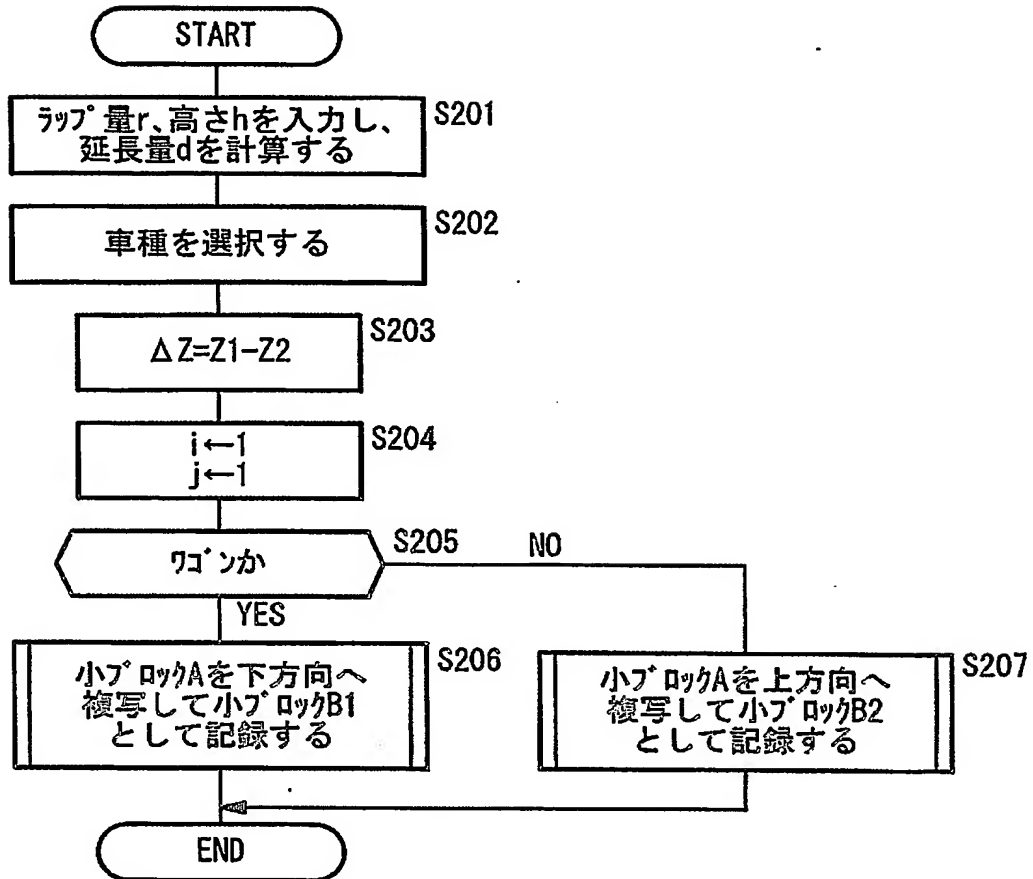 START
ﾗｯﾌﾟ量r、高さhを入力し、
延長量dを計算する
S201
車種を選択する
S202
ΔZ=Z1-Z2
S203
i←1
j←1
S204
ﾜｺﾞﾝか
S205
NO
YES
小ﾌﾞﾛｯｸAを下方向へ
複写して小ﾌﾞﾛｯｸB1
として記録する
S206
小ﾌﾞﾛｯｸAを上方向へ
複写して小ﾌﾞﾛｯｸB2
として記録する
S207
END